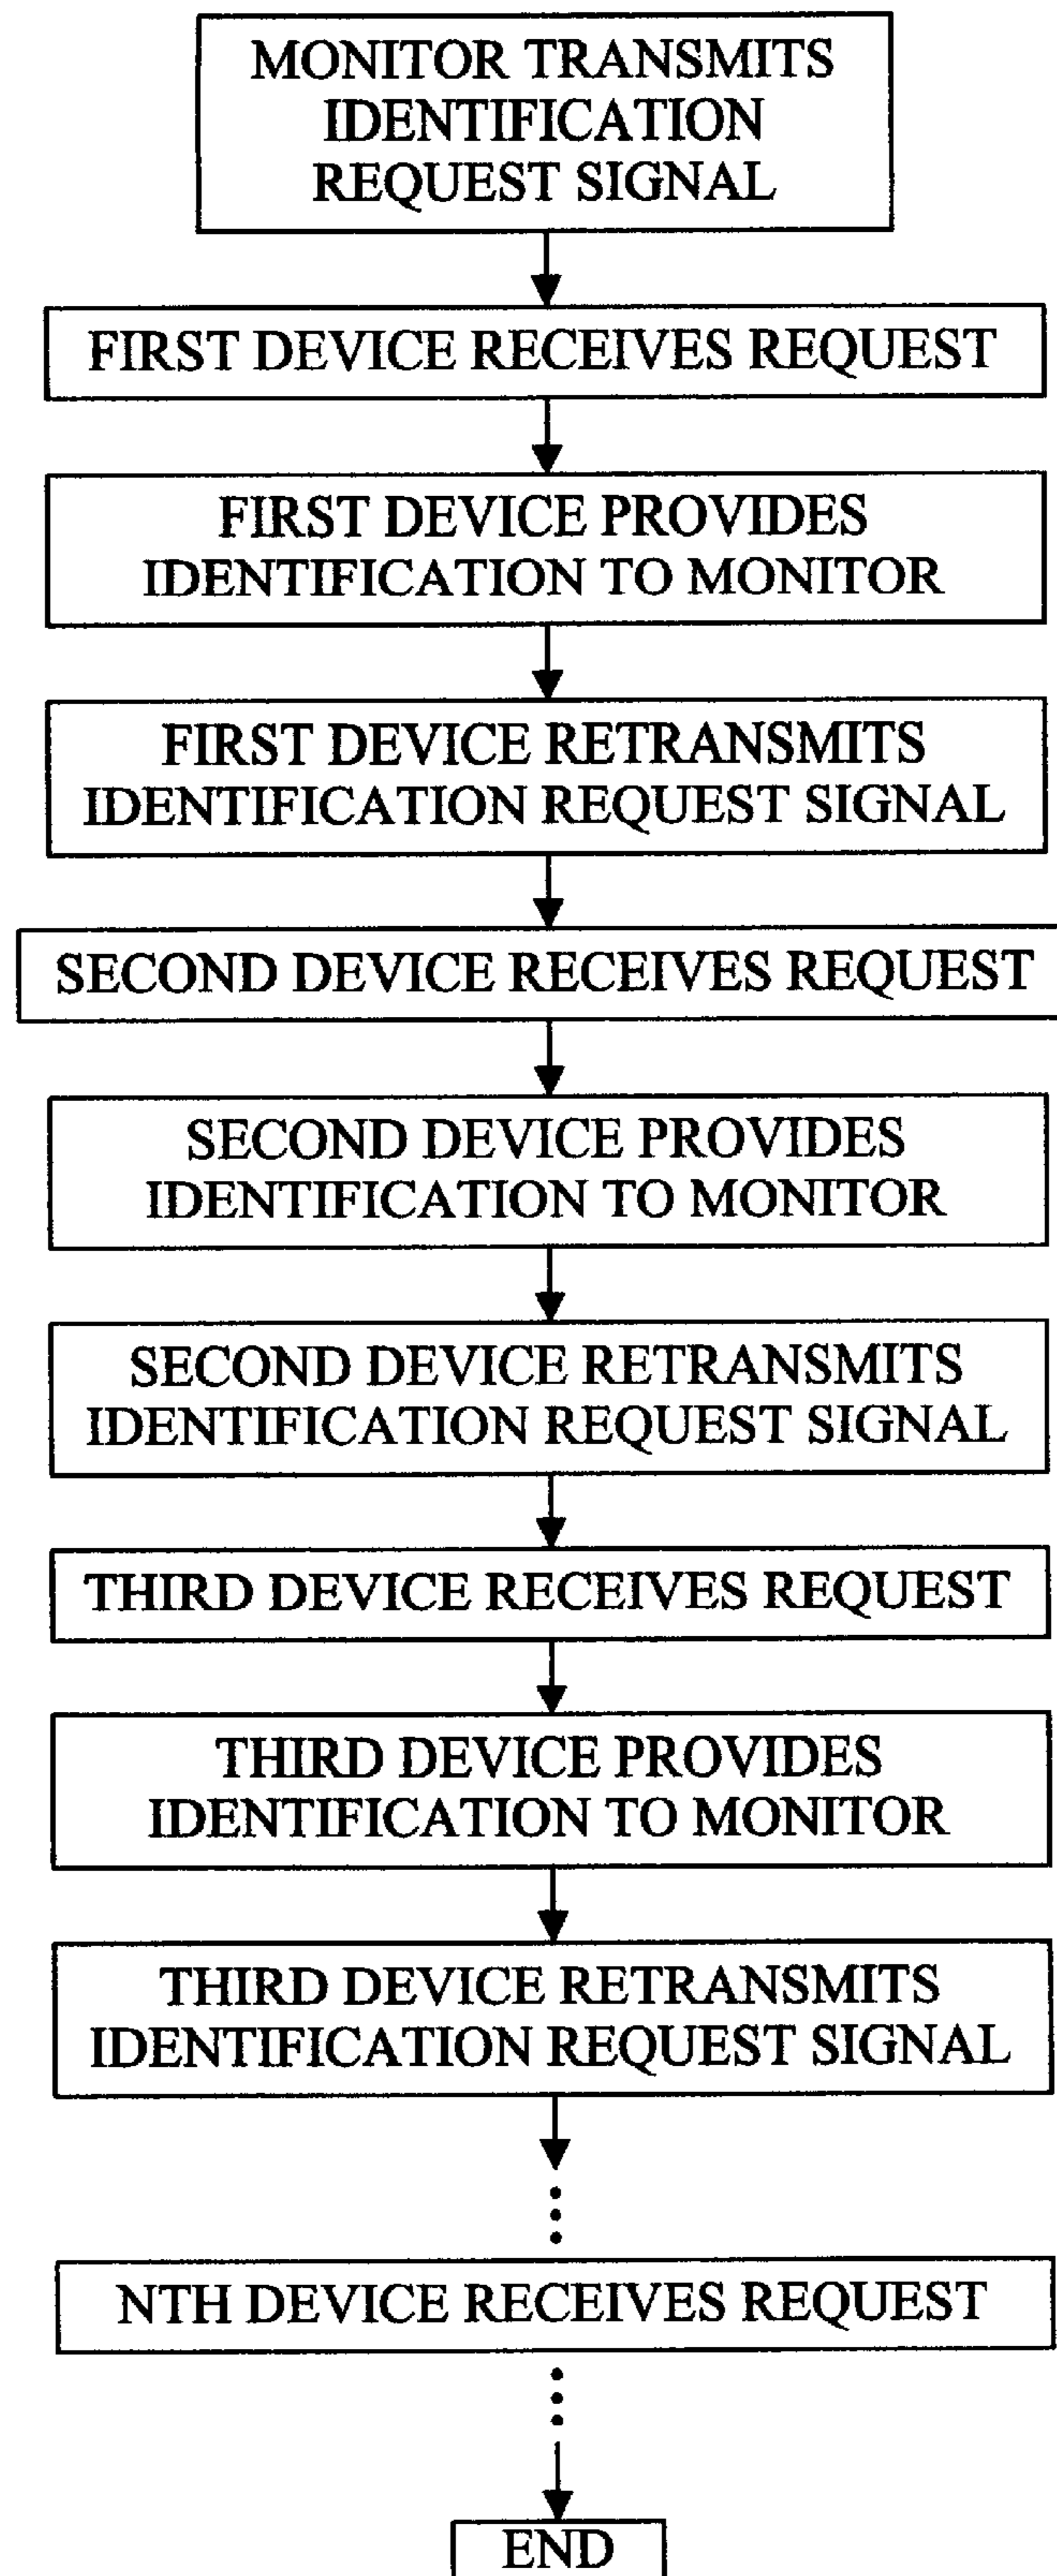 MONITOR TRANSMITS
IDENTIFICATION
REQUEST SIGNAL
FIRST DEVICE RECEIVES REQUEST
FIRST DEVICE PROVIDES
IDENTIFICATION TO MONITOR
FIRST DEVICE RETRANSMITS
IDENTIFICATION REQUEST SIGNAL
SECOND DEVICE RECEIVES REQUEST
SECOND DEVICE PROVIDES
IDENTIFICATION TO MONITOR
SECOND DEVICE RETRANSMITS
IDENTIFICATION REQUEST SIGNAL
THIRD DEVICE RECEIVES REQUEST
THIRD DEVICE PROVIDES
IDENTIFICATION TO MONITOR
THIRD DEVICE RETRANSMITS
IDENTIFICATION REQUEST SIGNAL
NTH DEVICE RECEIVES REQUEST
END